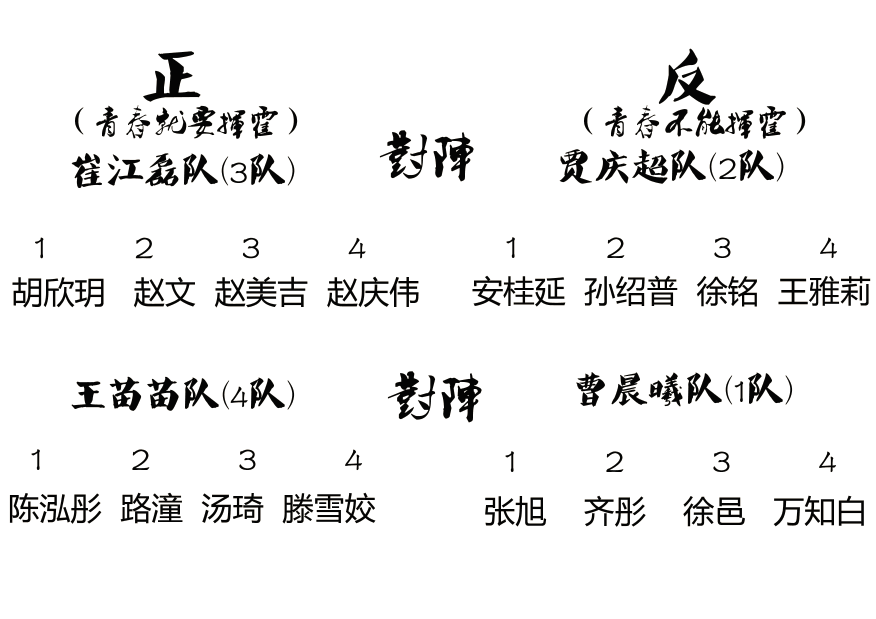 正 反
(青春就要揮霍) (青春不能揮霍)
對陣
崔江磊队(3队) 贾庆超队(2队)
1 2 3 4 1 2 3 4
胡欣玥 赵文 赵美吉 赵庆伟 安桂延 孙绍普 徐铭 王雅莉
王苗苗队(4队) 對陣 曹晨曦队(1队)
1 2 3 4 1 2 3 4
陈泓彤 路潼 汤琦 滕雪姣 张旭 齐彤 徐邑 万知白